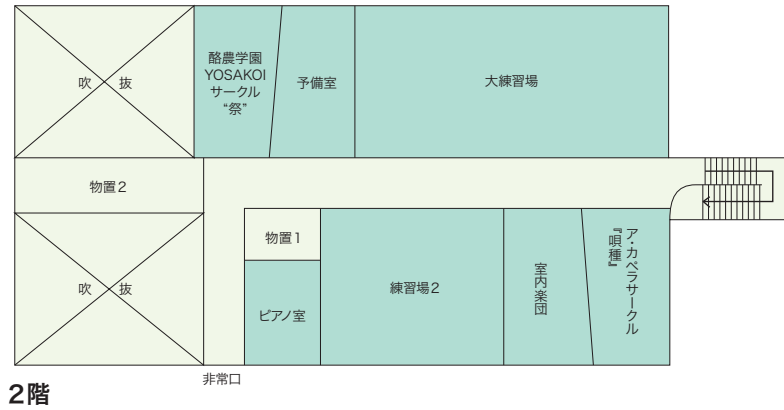 酪農学園
YOSAKOI
サークル
“祭”
予備室
大練習場
吹 抜
物置2
物置1
吹 抜
ピアノ室
練習場2
室内楽団
ア・カペラサークル
『唄種』
非常口
2階